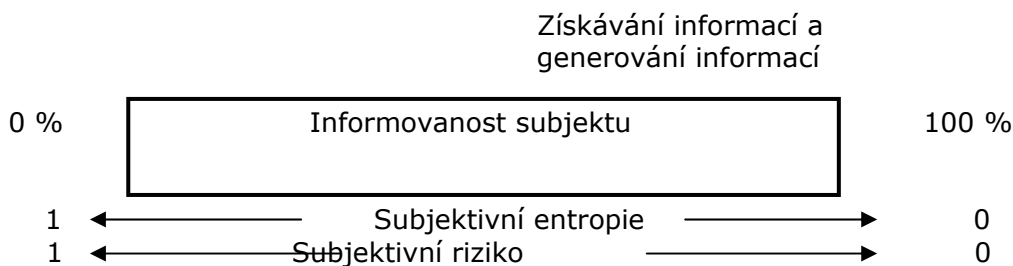 Získávání informací a
generování informací
0 % Informovanost subjektu 100 %
1 Subjektivní entropie 0
1 Subjektivní riziko 0